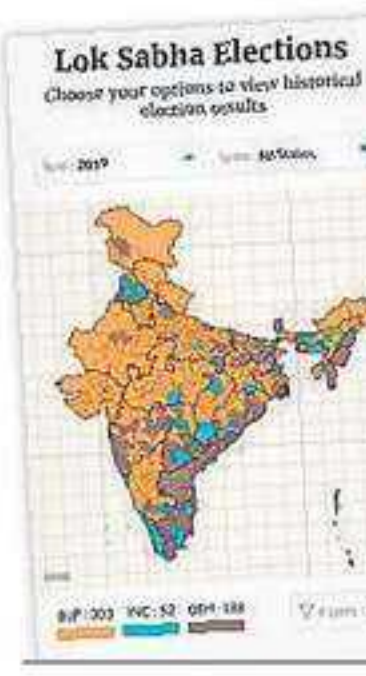 Lok Sabha Elections
Choose your options to view historical
election results
2019 All States
BJP : 303 INC : 52 OTH : 188